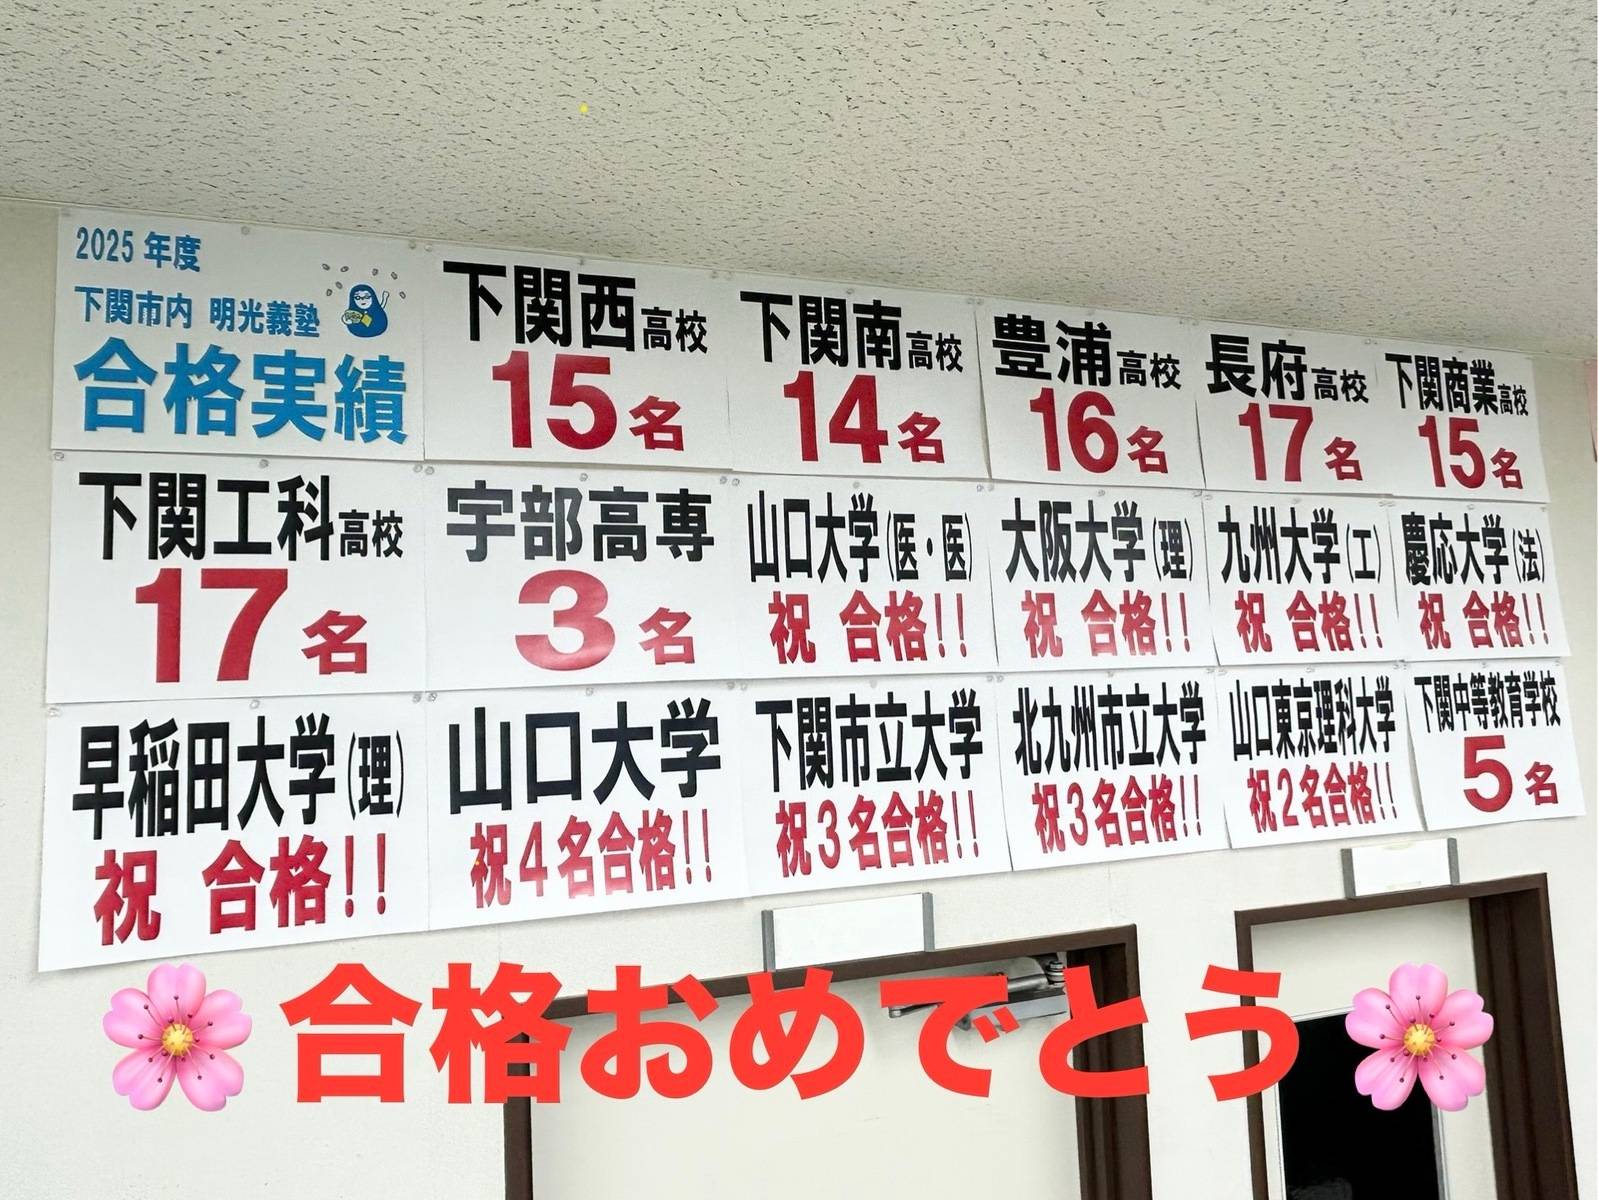 2025 年度
下関市内 明光義塾
合格実績
下関西高校
15名
下関南高校
14名
豊浦高校
16名
長府高校
17名
下関商業高校
15名
下関工科高校
17名
宇部高専
3名
山口大学(医・医)
祝 合格!!
大阪大学(理)
祝 合格!!
九州大学(工)
祝 合格!!
慶応大学(法)
祝 合格!!
早稲田大学(理)
祝 合格!!
山口大学
祝4名合格!!
下関市立大学
祝3名合格!!
北九州市立大学
祝3名合格!!
山口東京理科大学
祝2名合格!!
下関中等教育学校
5名
🌸合格おめでとう🌸